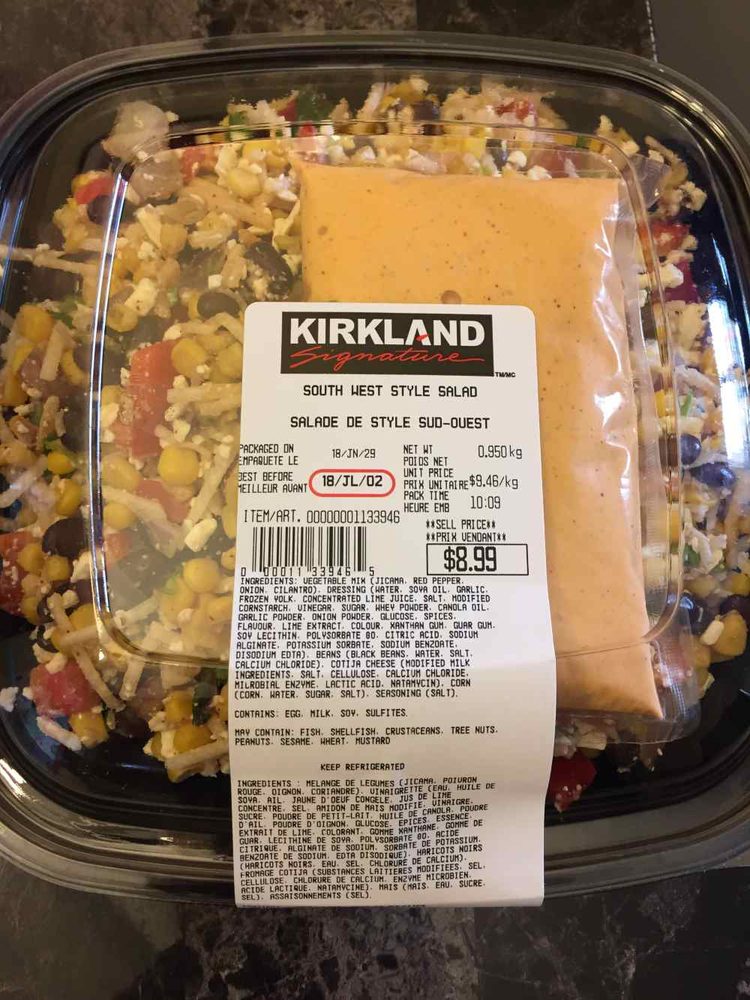 KIRKLAND
Signature
TM/MC
SOUTH WEST STYLE SALAD
SALADE DE STYLE SUD-OUEST
PACKAGED ON
EMPAQUETE LE
18/JN/29
BEST BEFORE
MEILLEUR AVANT
18/JL/02
NET WT
POIDS NET
0.950 kg
UNIT PRICE
PRIX UNITAIRE $9.46/kg
PACK TIME
HEURE EMB
10:09
ITEM/ART. 00000001133946
**SELL PRICE**
**PRIX VENDANT**
$8.99
0 00011 33946 5
INGREDIENTS: VEGETABLE MIX (JICAMA, RED PEPPER,
ONION, CILANTRO), DRESSING (WATER, SOYA OIL, GARLIC,
FROZEN YOLK, CONCENTRATED LIME JUICE, SALT, MODIFIED
CORNSTARCH, VINEGAR, SUGAR, WHEY POWDER, CANOLA OIL,
GARLIC POWDER, ONION POWDER, GLUCOSE, SPICES,
FLAVOUR, LIME EXTRACT, COLOUR, XANTHAN GUM, GUAR GUM,
SOY LECITHIN, POLYSORBATE 80, CITRIC ACID, SODIUM
ALGINATE, POTASSIUM SORBATE, SODIUM BENZOATE,
DISODIUM EDTA), BEANS (BLACK BEANS, WATER, SALT,
CALCIUM CHLORIDE), COTIJA CHEESE (MODIFIED MILK
INGREDIENTS, SALT, CELLULOSE, CALCIUM CHLORIDE,
MILROBIAL ENZYME, LACTIC ACID, NATAMYCIN), CORN
(CORN, WATER, SUGAR, SALT), SEASONING (SALT).
CONTAINS: EGG, MILK, SOY, SULFITES.
MAY CONTAIN: FISH, SHELLFISH, CRUSTACEANS, TREE NUTS,
PEANUTS, SESAME, WHEAT, MUSTARD
KEEP REFRIGERATED
INGREDIENTS : MELANGE DE LEGUMES (JICAMA, POIVRON
ROUGE, OIGNON, CORIANDRE), VINAIGRETTE (EAU, HUILE DE
SOYA, AIL, JAUNE D'OEUF CONGELE, JUS DE LIME
CONCENTRE, SEL, AMIDON DE MAIS MODIFIE, VINAIGRE,
SUCRE, POUDRE DE PETIT-LAIT, HUILE DE CANOLA, POUDRE
D'AIL, POUDRE D'OIGNON, GLUCOSE, EPICES, ESSENCE,
EXTRAIT DE LIME, COLORANT, GOMME XANTHANE, GOMME DE
GUAR, LECITHINE DE SOYA, POLYSORBATE 80, ACIDE
CITRIQUE, ALGINATE DE SODIUM, SORBATE DE POTASSIUM,
BENZOATE DE SODIUM, EDTA DISODIQUE), HARICOTS NOIRS
(HARICOTS NOIRS, EAU, SEL, CHLORURE DE CALCIUM),
FROMAGE COTIJA (SUBSTANCES LAITIERES MODIFIEES, SEL,
CELLULOSE, CHLORURE DE CALCIUM, ENZYME MICROBIEN,
ACIDE LACTIQUE, NATAMYCINE), MAIS (MAIS, EAU, SUCRE,
SEL), ASSAISONNEMENTS (SEL).